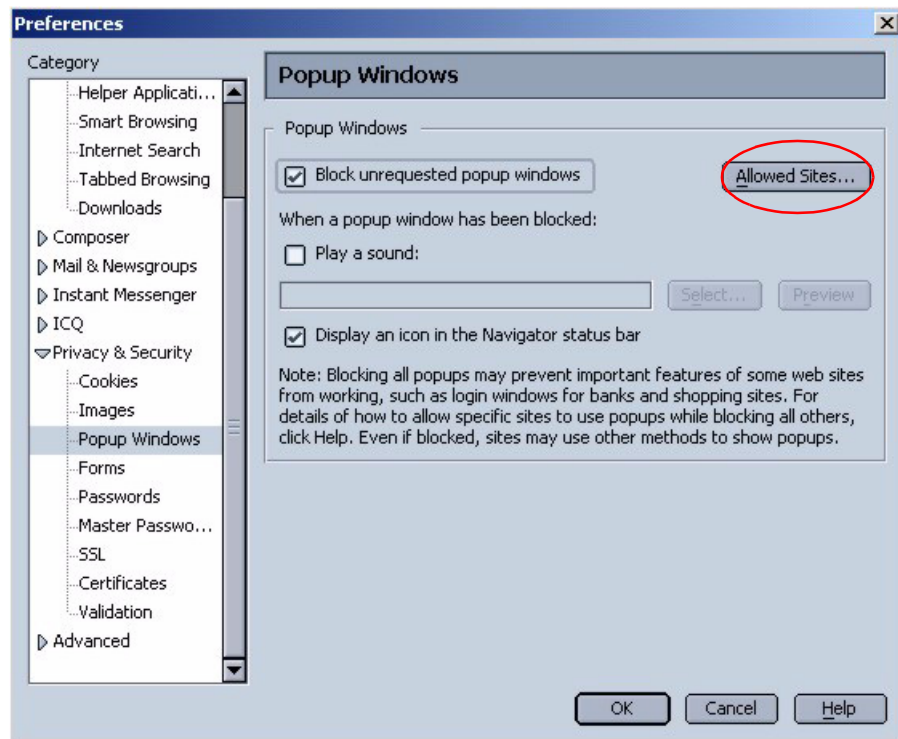 Preferences
Category
Helper Applicati...
Smart Browsing
Internet Search
Tabbed Browsing
Downloads
Composer
Mail & Newsgroups
Instant Messenger
ICQ
Privacy & Security
Cookies
Images
Popup Windows
Forms
Passwords
Master Passwo...
SSL
Certificates
Validation
Advanced
Popup Windows
Popup Windows
Block unrequested popup windows
Allowed Sites...
When a popup window has been blocked:
Play a sound:
Select...
Preview
Display an icon in the Navigator status bar
Note: Blocking all popups may prevent important features of some web sites
from working, such as login windows for banks and shopping sites. For
details of how to allow specific sites to use popups while blocking all others,
click Help. Even if blocked, sites may use other methods to show popups.
OK
Cancel
Help